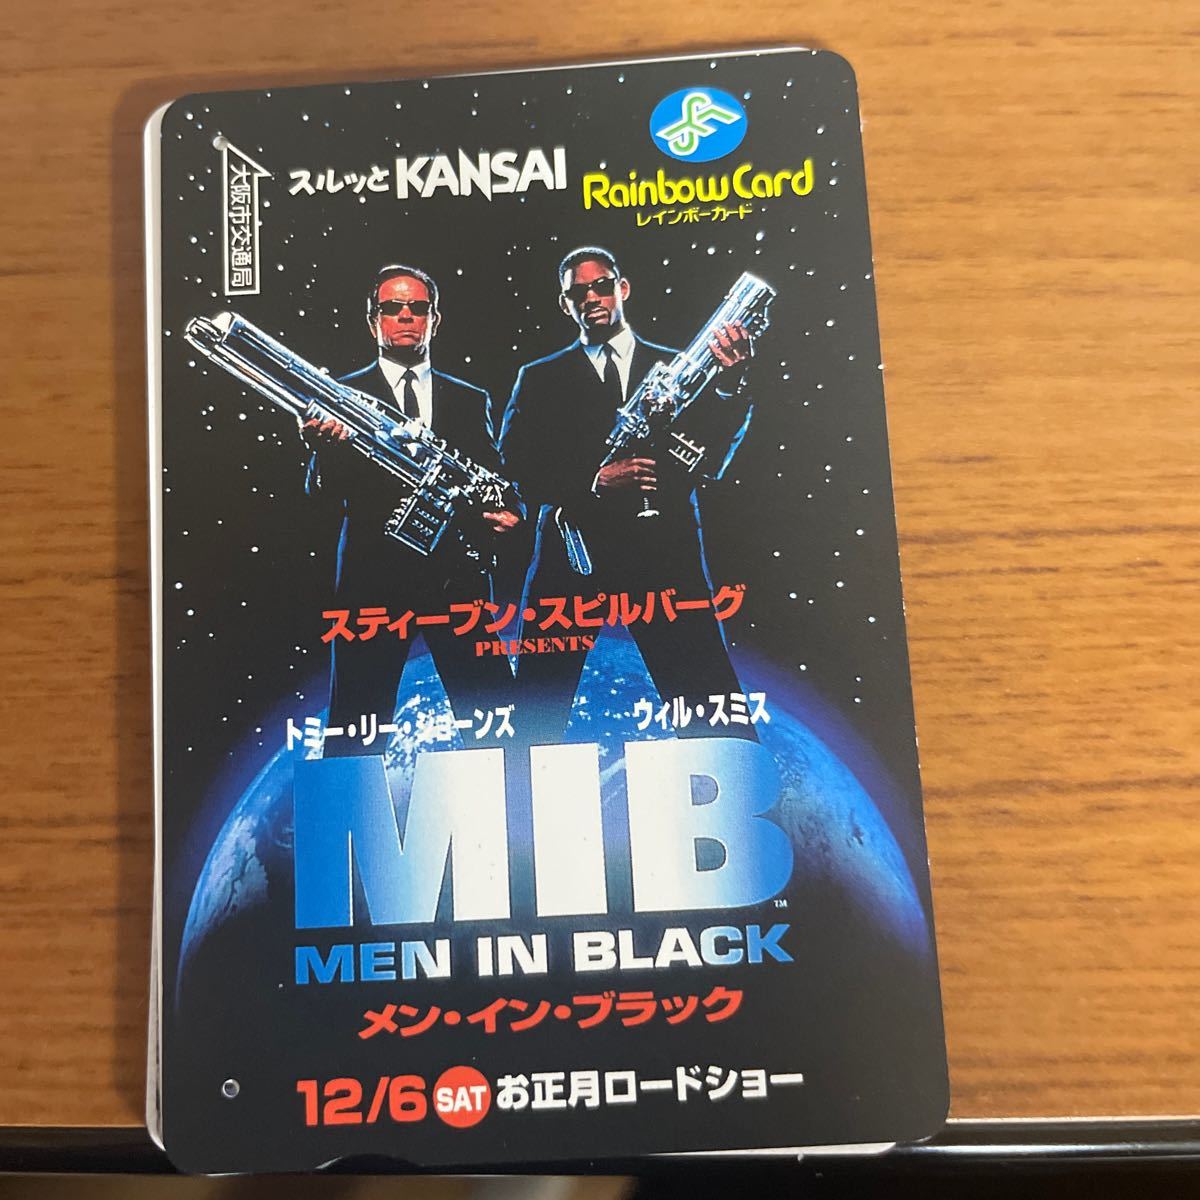 大阪市交通局
スルッとKANSAI
Rainbow Card
レインボーカード
スティーブン・スピルバーグ
PRESENTS
トミー・リー・ジョーンズ
ウィル・スミス
MIB™
MEN IN BLACK
メン・イン・ブラック
12/6 SAT お正月ロードショー